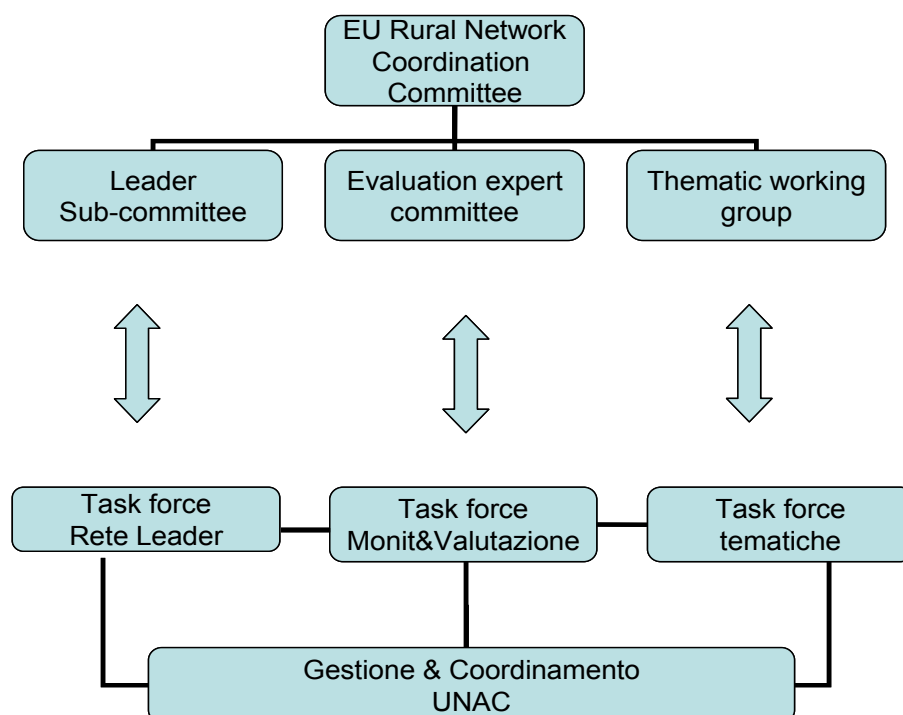 EU Rural Network
Coordination
Committee
Leader
Sub-committee
Evaluation expert
committee
Thematic working
group
Task force
Rete Leader
Task force
Monit&Valutazione
Task force
tematiche
Gestione & Coordinamento
UNAC